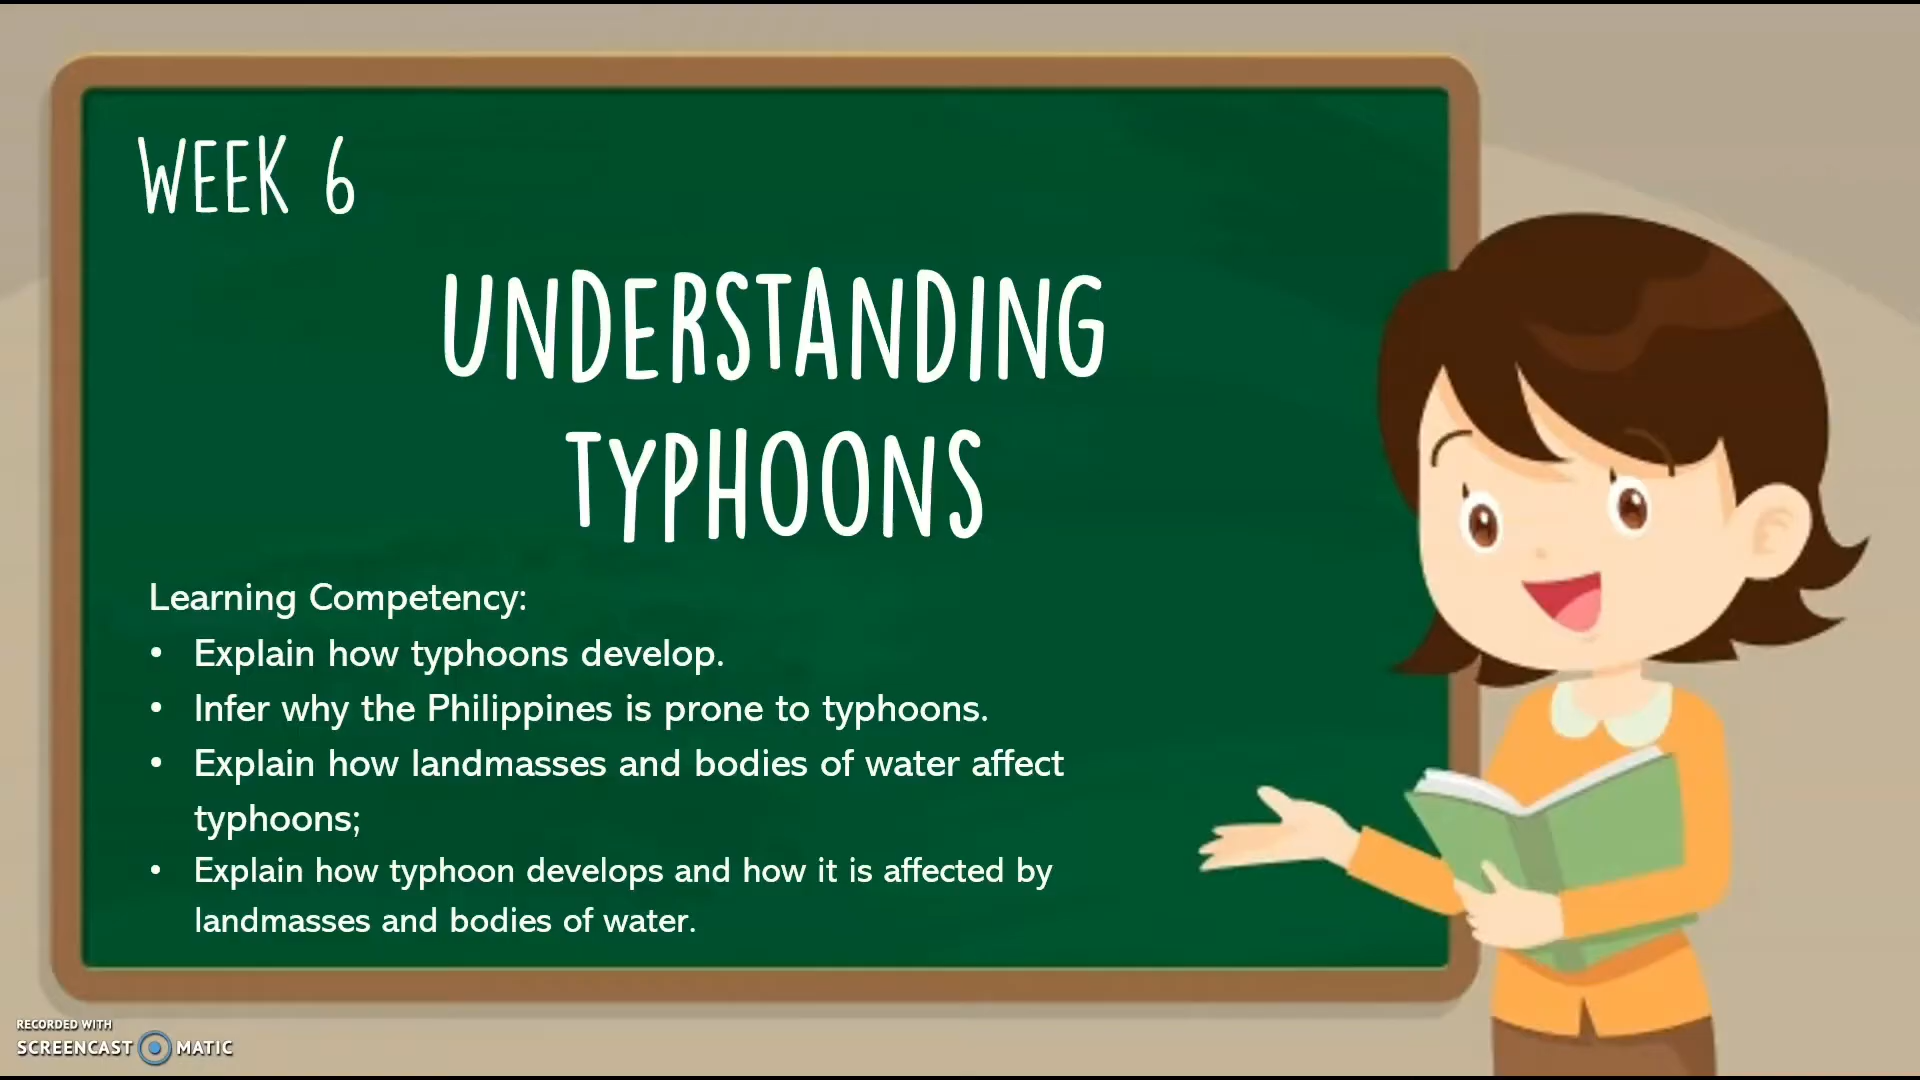 WEEK 6
UNDERSTANDING
TYPHOONS
Learning Competency:
• Explain how typhoons develop.
• Infer why the Philippines is prone to typhoons.
• Explain how landmasses and bodies of water affect
typhoons;
• Explain how typhoon develops and how it is affected by
landmasses and bodies of water.
RECORDED WITH
SCREENCAST MATIC